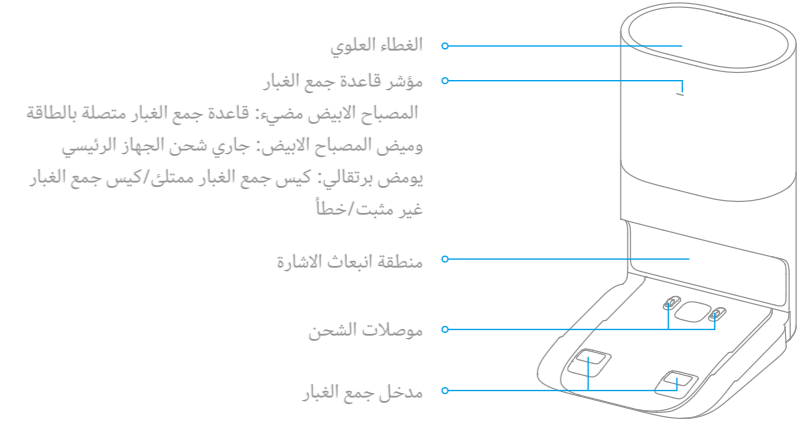 الغطاء العلوي
مؤشر قاعدة جمع الغبار
المصباح الابيض مضيء: قاعدة جمع الغبار متصلة بالطاقة
وميض المصباح الابيض: جاري شحن الجهاز الرئيسي
يومض برتقالي: كيس جمع الغبار ممتلئ/كيس جمع الغبار
غير مثبت/خطأ
منطقة انبعاث الاشارة
موصلات الشحن
مدخل جمع الغبار